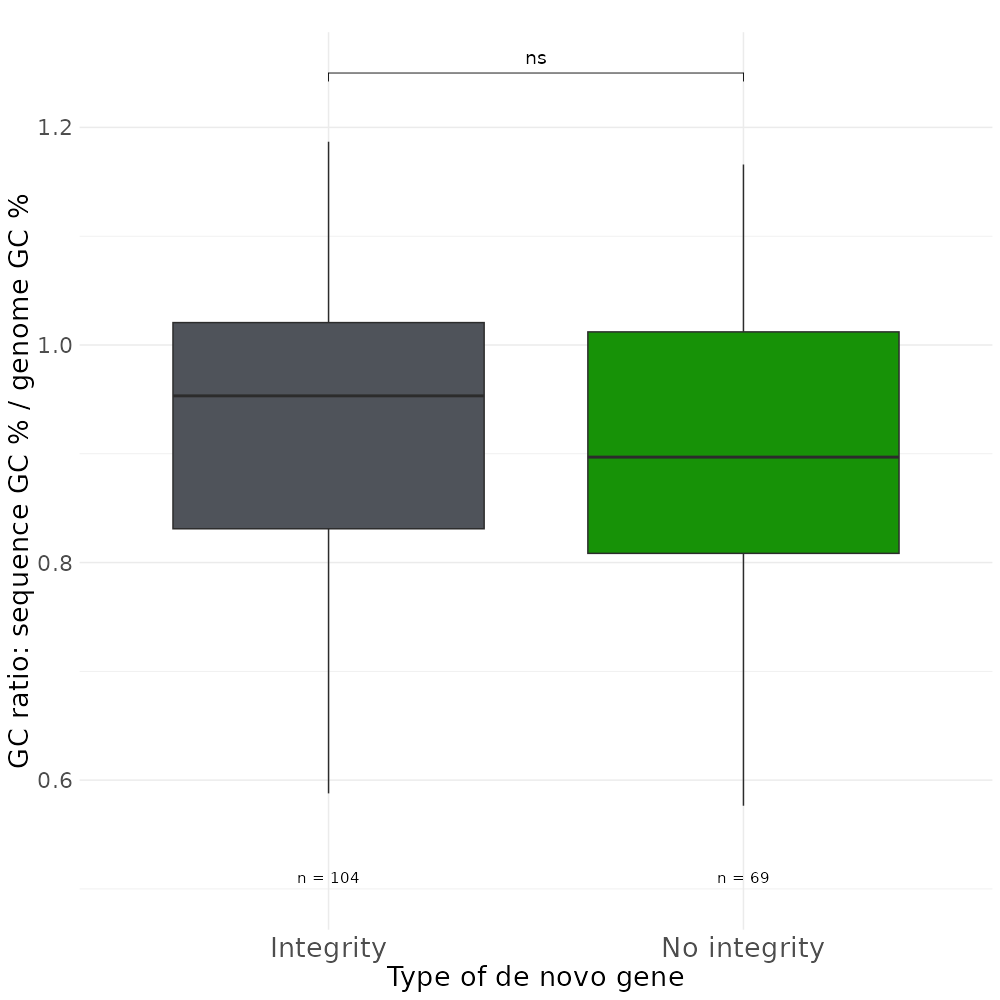 ns
1.2
1.0
0.8
0.6
GC ratio: sequence GC % / genome GC %
n = 104
n = 69
Integrity
No integrity
Type of de novo gene